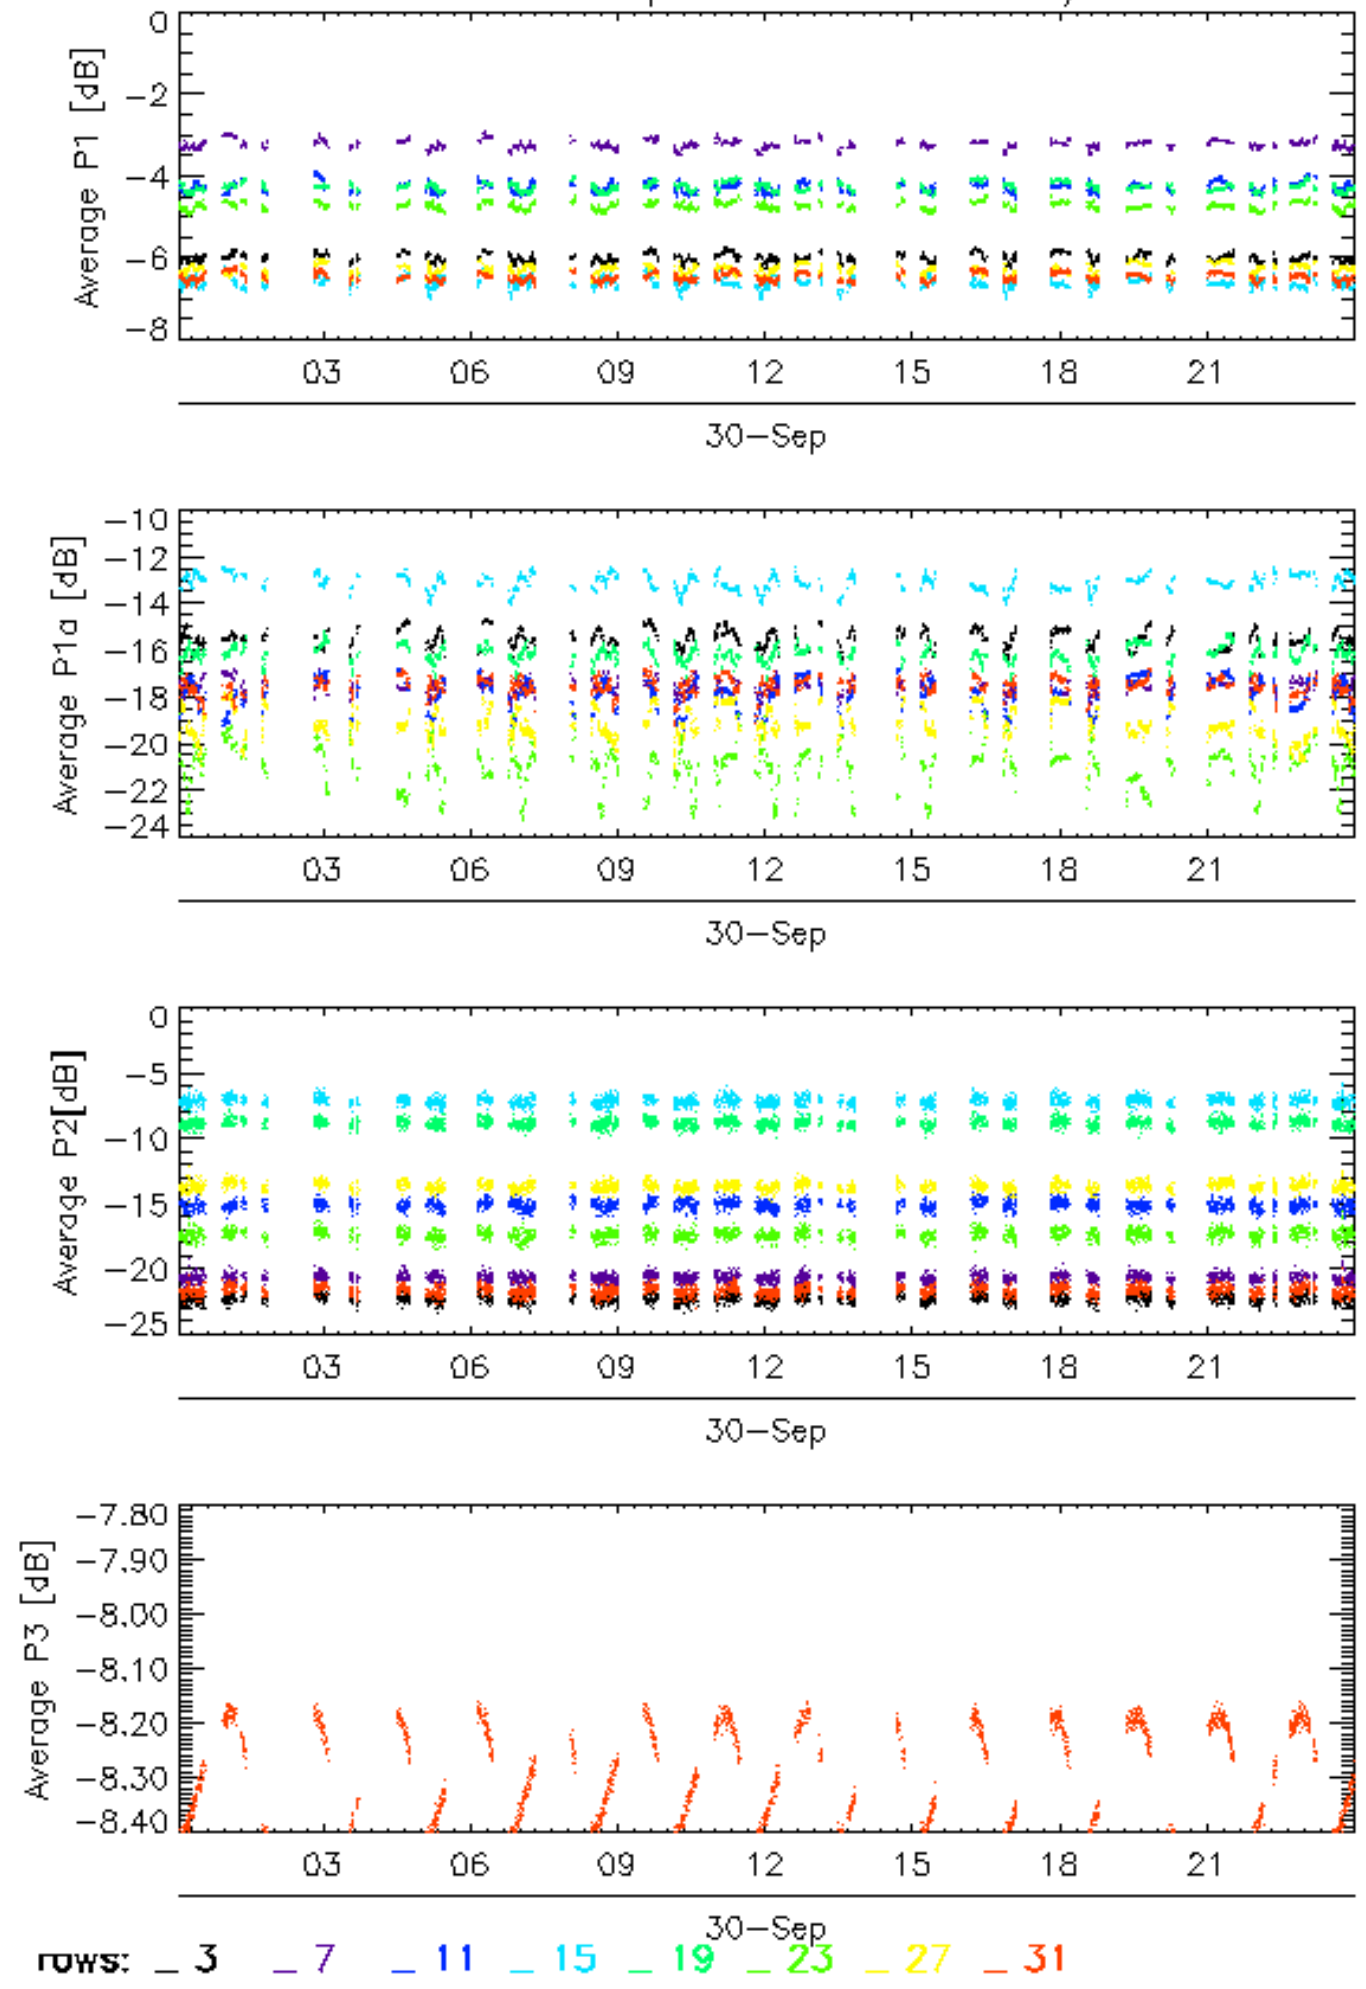 Average P1 [dB]
0
−2
−4
−6
−8
03 06 09 12 15 18 21
30−Sep
Average P1a [dB]
−10
−12
−14
−16
−18
−20
−22
−24
03 06 09 12 15 18 21
30−Sep
Average P2[dB]
0
−5
−10
−15
−20
−25
03 06 09 12 15 18 21
30−Sep
Average P3 [dB]
−7.80
−7.90
−8.00
−8.10
−8.20
−8.30
−8.40
03 06 09 12 15 18 21
30−Sep
rows: _ 3 _ 7 _ 11 _ 15 _ 19 _ 23 _ 27 _ 31